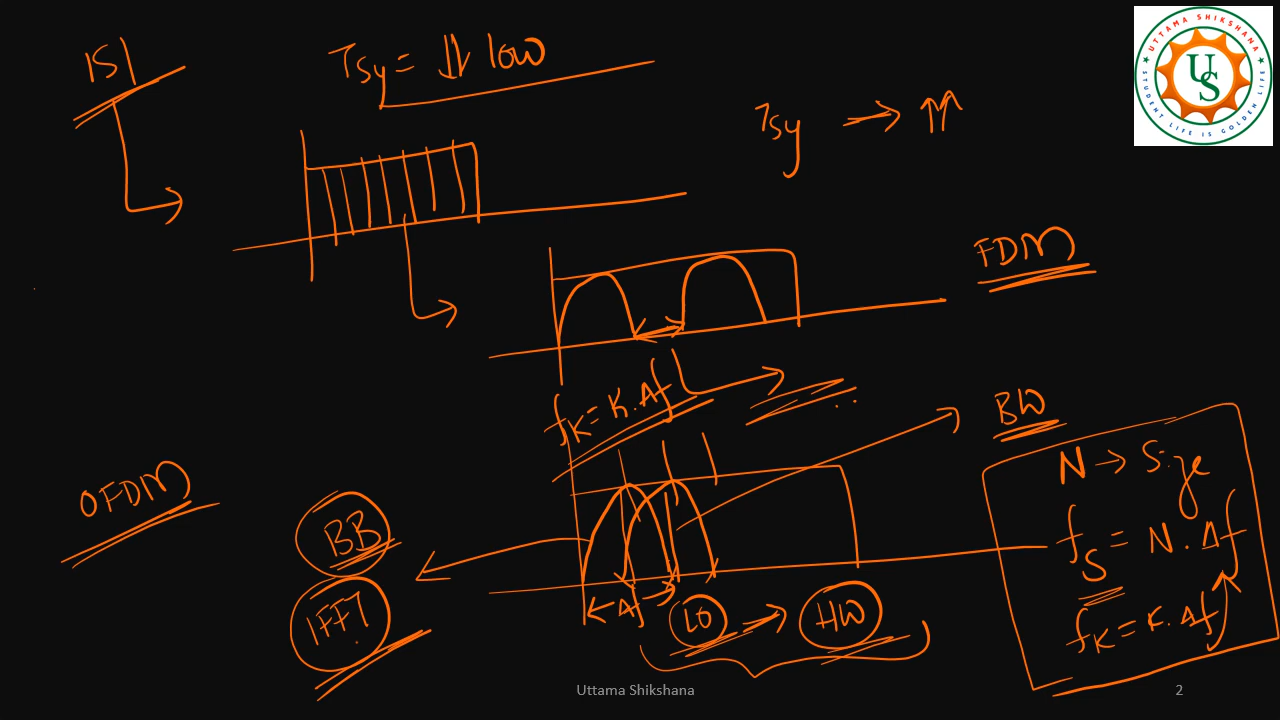 ISI
Tsy = ↓↓ low
Tsy → ↑↑
UTTAMA SHIKSHANA
US
STUDENT LIFE IS GOLDEN LIFE
FDM
fK = K.Δf
BW
OFDM
BB
IFFT
Δf
LO → HW
N → Size
fS = N.Δf
fK = K.Δf
Uttama Shikshana
2